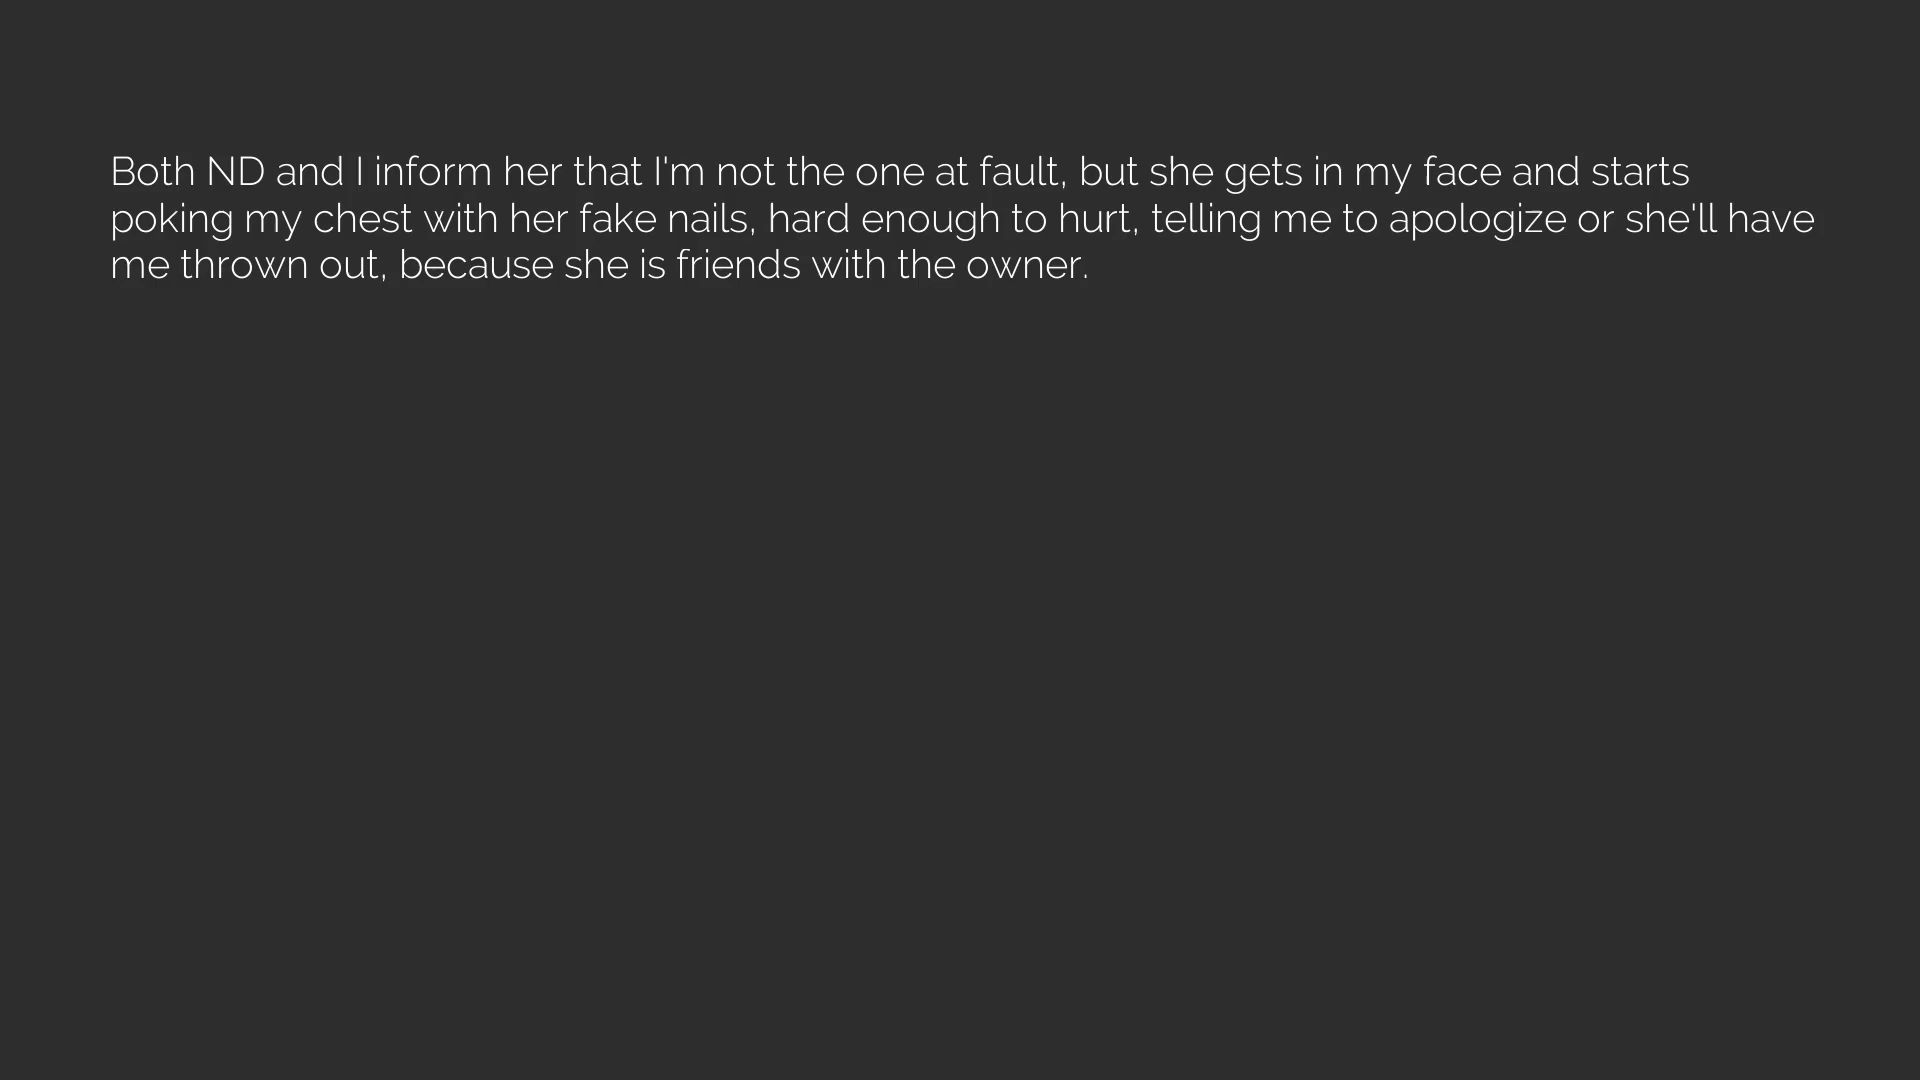 Both ND and I inform her that I'm not the one at fault, but she gets in my face and starts
poking my chest with her fake nails, hard enough to hurt, telling me to apologize or she'll have
me thrown out, because she is friends with the owner.